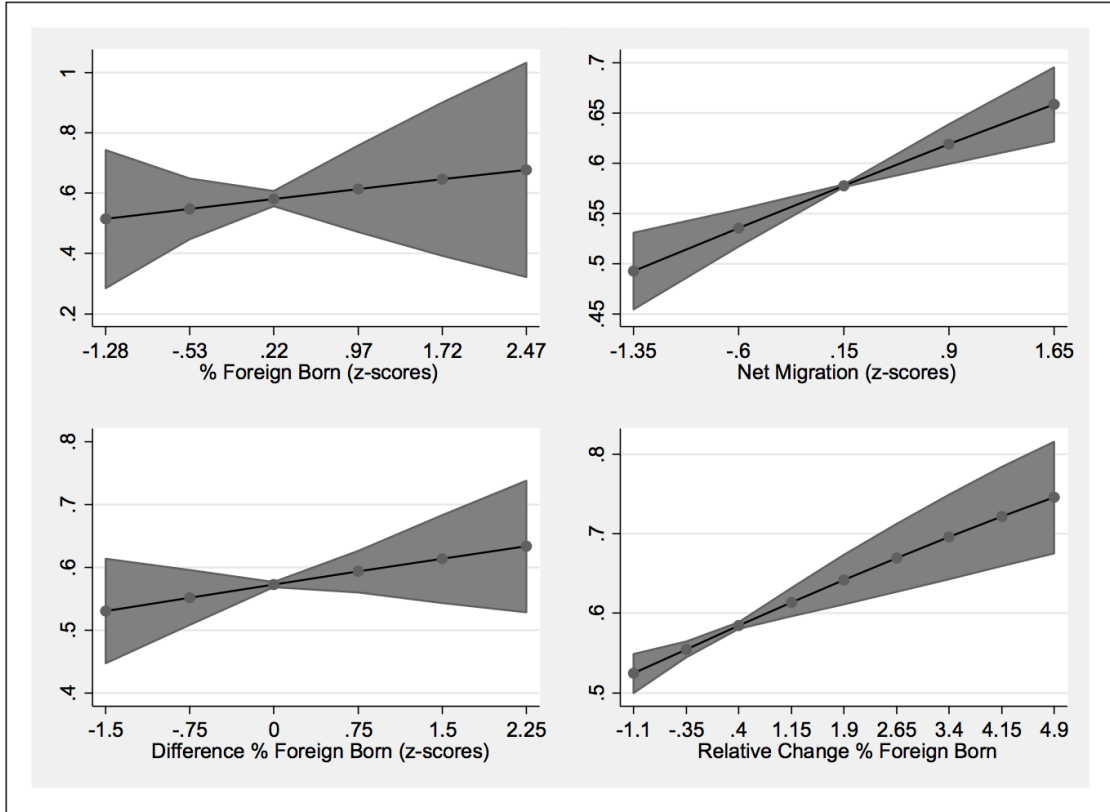 1
.8
.6
.4
.2
-1.28 -.53 .22 .97 1.72 2.47
% Foreign Born (z-scores)
.7
.65
.6
.55
.5
.45
-1.35 -.6 .15 .9 1.65
Net Migration (z-scores)
.8
.7
.6
.5
.4
-1.5 -.75 0 .75 1.5 2.25
Difference % Foreign Born (z-scores)
.8
.7
.6
.5
-1.1 -.35 .4 1.15 1.9 2.65 3.4 4.15 4.9
Relative Change % Foreign Born